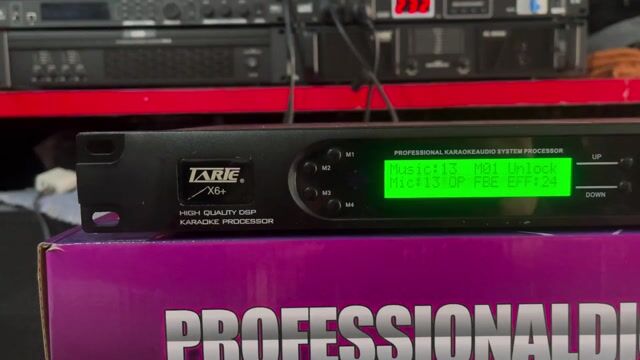 PROFESSIONAL KARAOKEAUDIO SYSTEM PROCESSOR
TARTE
X6+
HIGH QUALITY DSP
KARAOKE PROCESSOR
M1
M2
M3
M4
Music:13 M01 Unlock
Mic:13 OP FBE EFF:24
UP
DOWN
PROFESSIONALDI